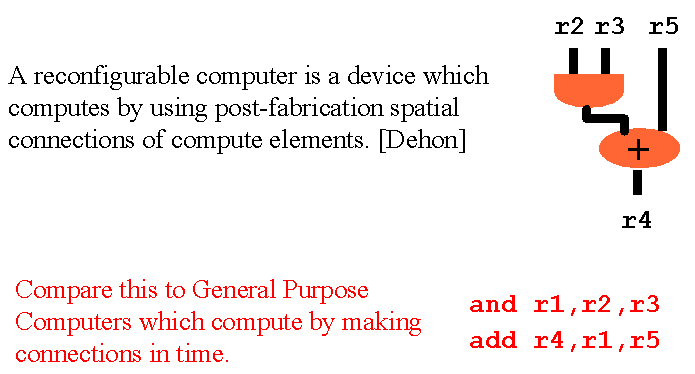 r2 r3 r5
A reconfigurable computer is a device which
computes by using post-fabrication spatial
connections of compute elements. [Dehon]
+
r4
Compare this to General Purpose
Computers which compute by making
connections in time.
and r1,r2,r3
add r4,r1,r5